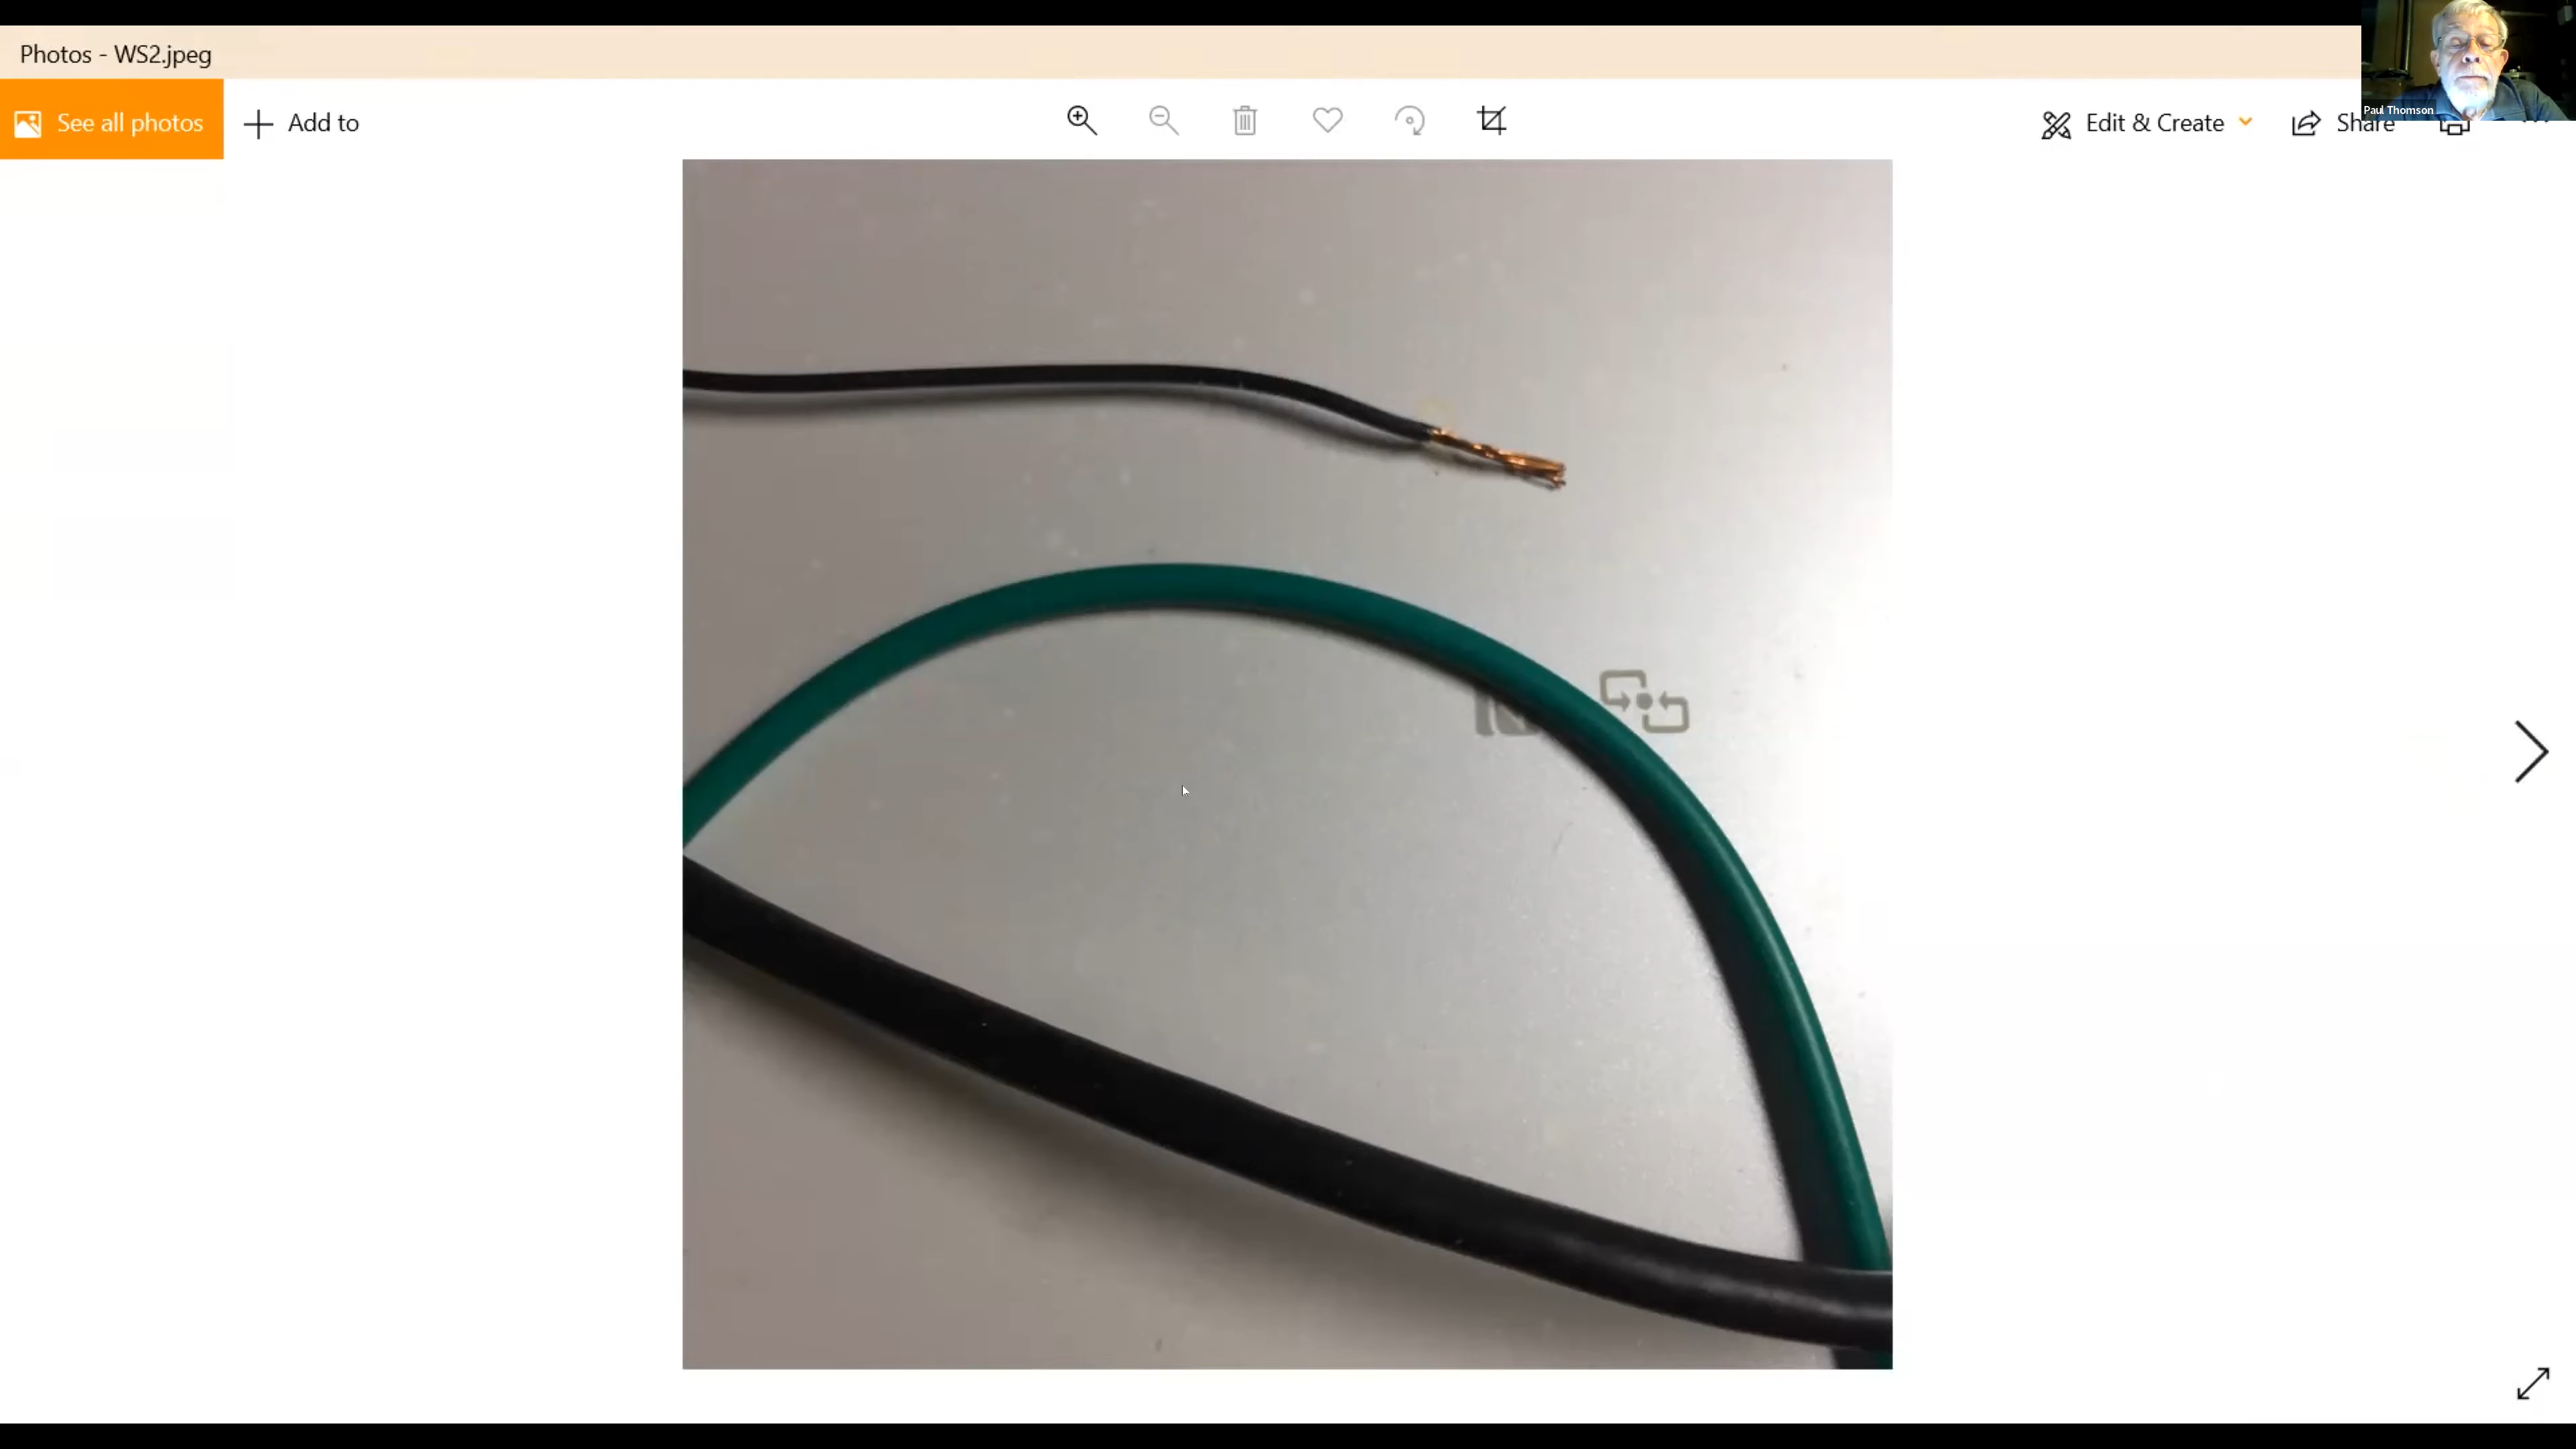 Photos - WS2.jpeg
See all photos
Add to
Edit & Create
Share
Paul Thomson